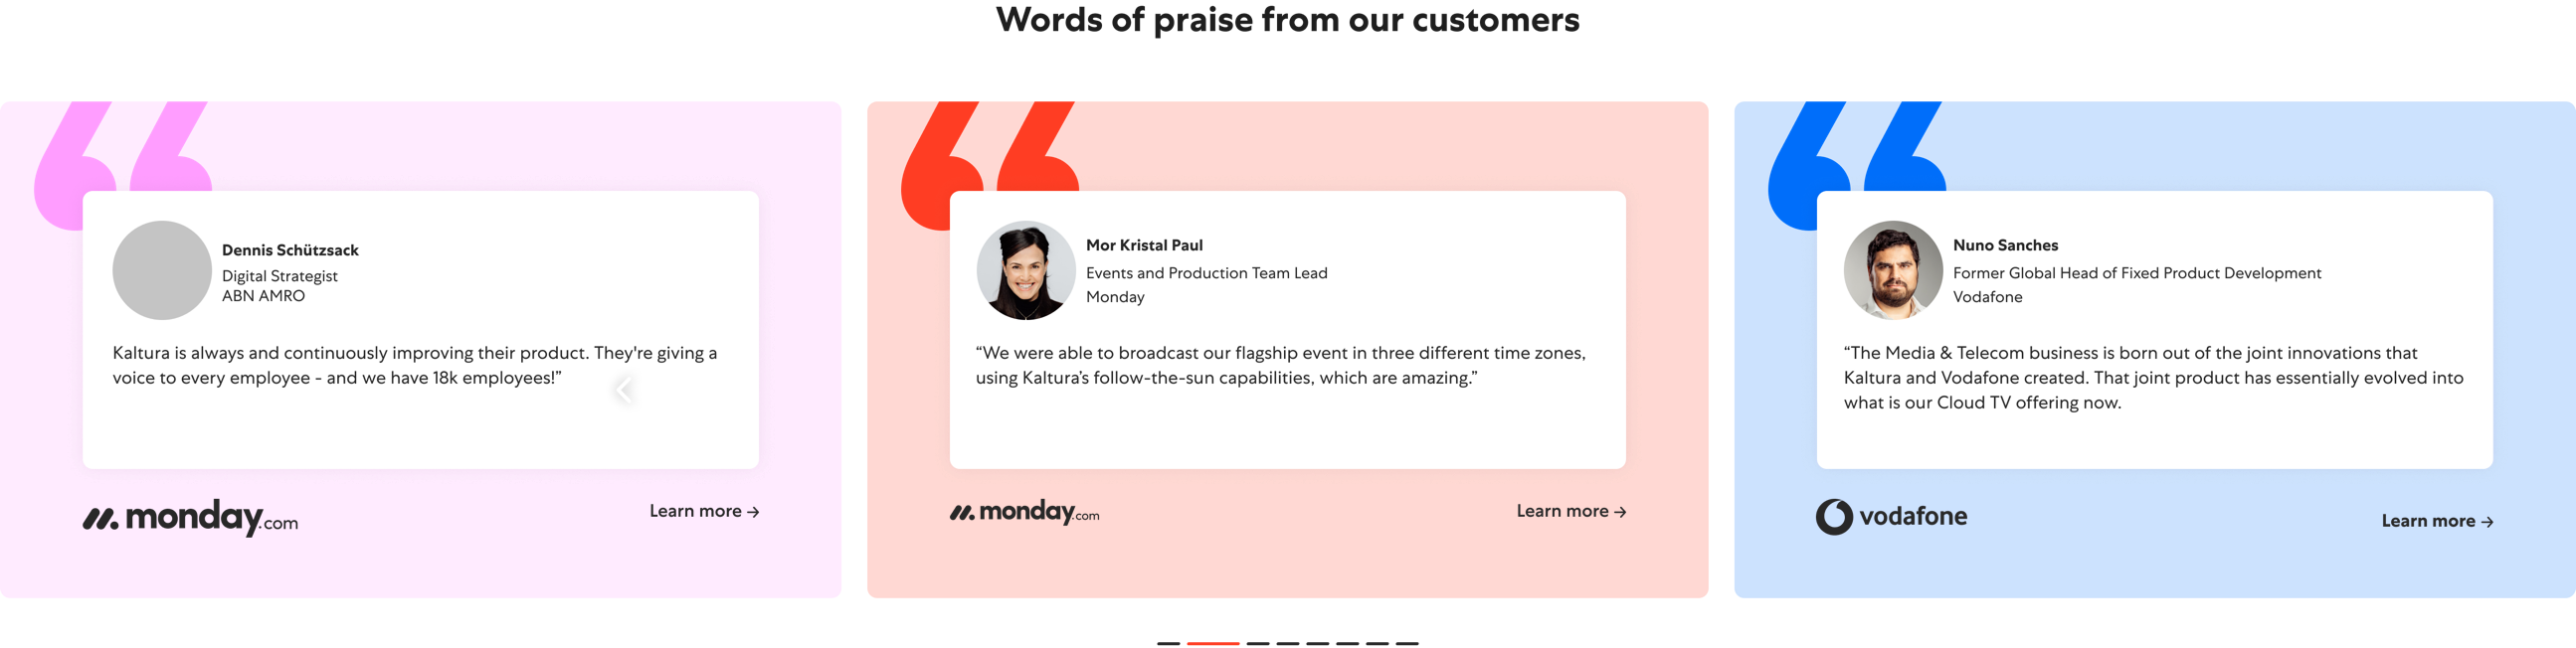 Words of praise from our customers
Dennis Schützsack
Digital Strategist
ABN AMRO
Kaltura is always and continuously improving their product. They're giving a
voice to every employee - and we have 18k employees!”
monday.com
Learn more →
Mor Kristal Paul
Events and Production Team Lead
Monday
“We were able to broadcast our flagship event in three different time zones,
using Kaltura’s follow-the-sun capabilities, which are amazing.”
monday.com
Learn more →
Nuno Sanches
Former Global Head of Fixed Product Development
Vodafone
“The Media & Telecom business is born out of the joint innovations that
Kaltura and Vodafone created. That joint product has essentially evolved into
what is our Cloud TV offering now.
vodafone
Learn more →